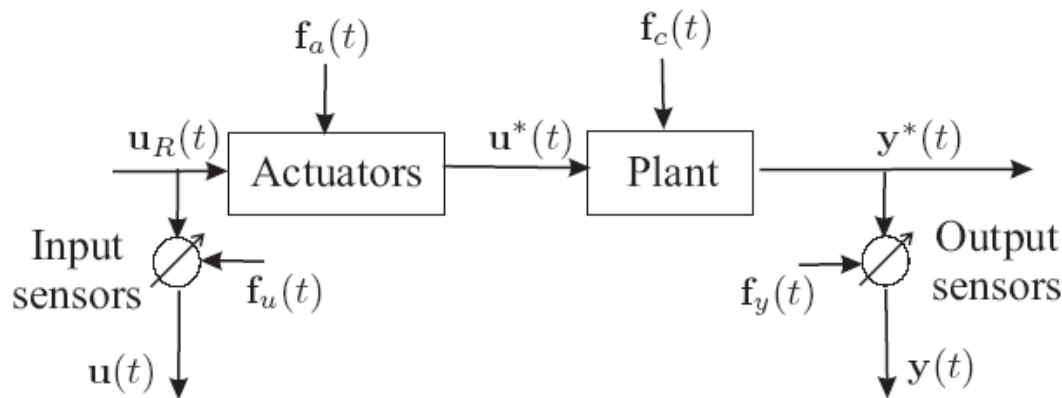 f_a(t)
f_c(t)
u_R(t)
Actuators
u*(t)
Plant
y*(t)
Input
sensors
f_u(t)
f_y(t)
Output
sensors
u(t)
y(t)